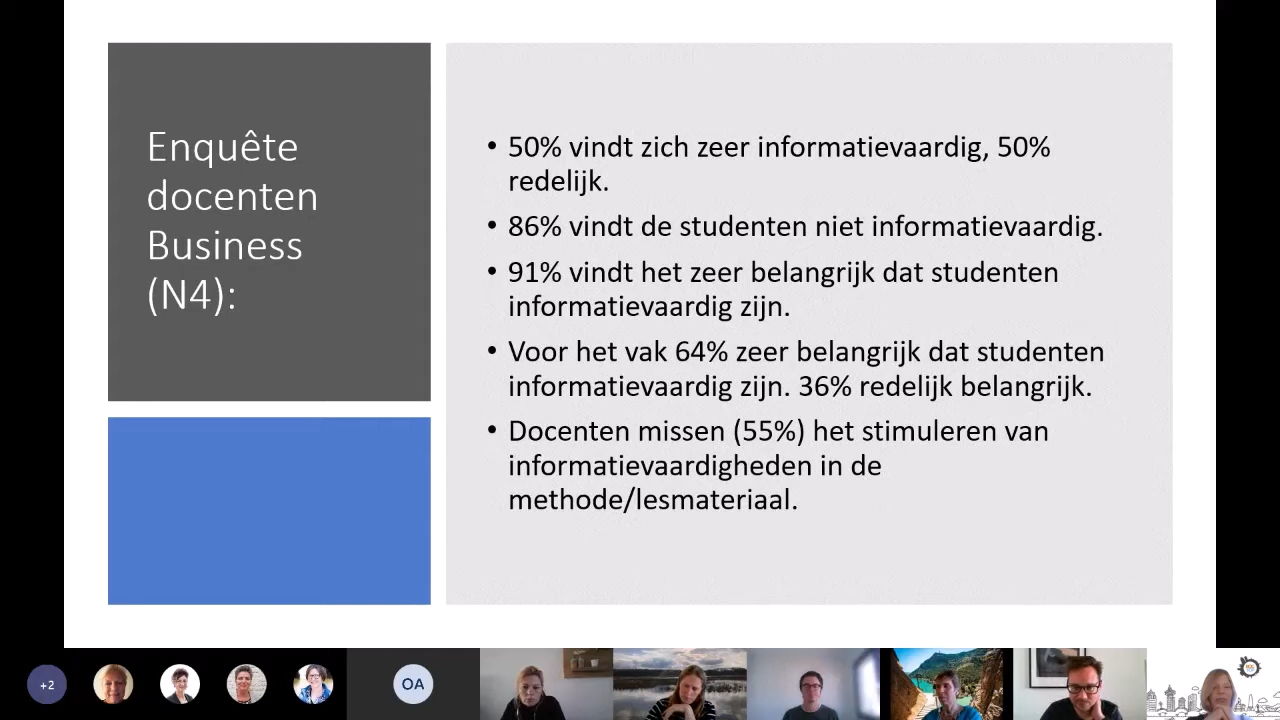 Enquête
docenten
Business
(N4):
• 50% vindt zich zeer informatievaardig, 50%
redelijk.
• 86% vindt de studenten niet informatievaardig.
• 91% vindt het zeer belangrijk dat studenten
informatievaardig zijn.
• Voor het vak 64% zeer belangrijk dat studenten
informatievaardig zijn. 36% redelijk belangrijk.
• Docenten missen (55%) het stimuleren van
informatievaardigheden in de
methode/lesmateriaal.
+2
OA